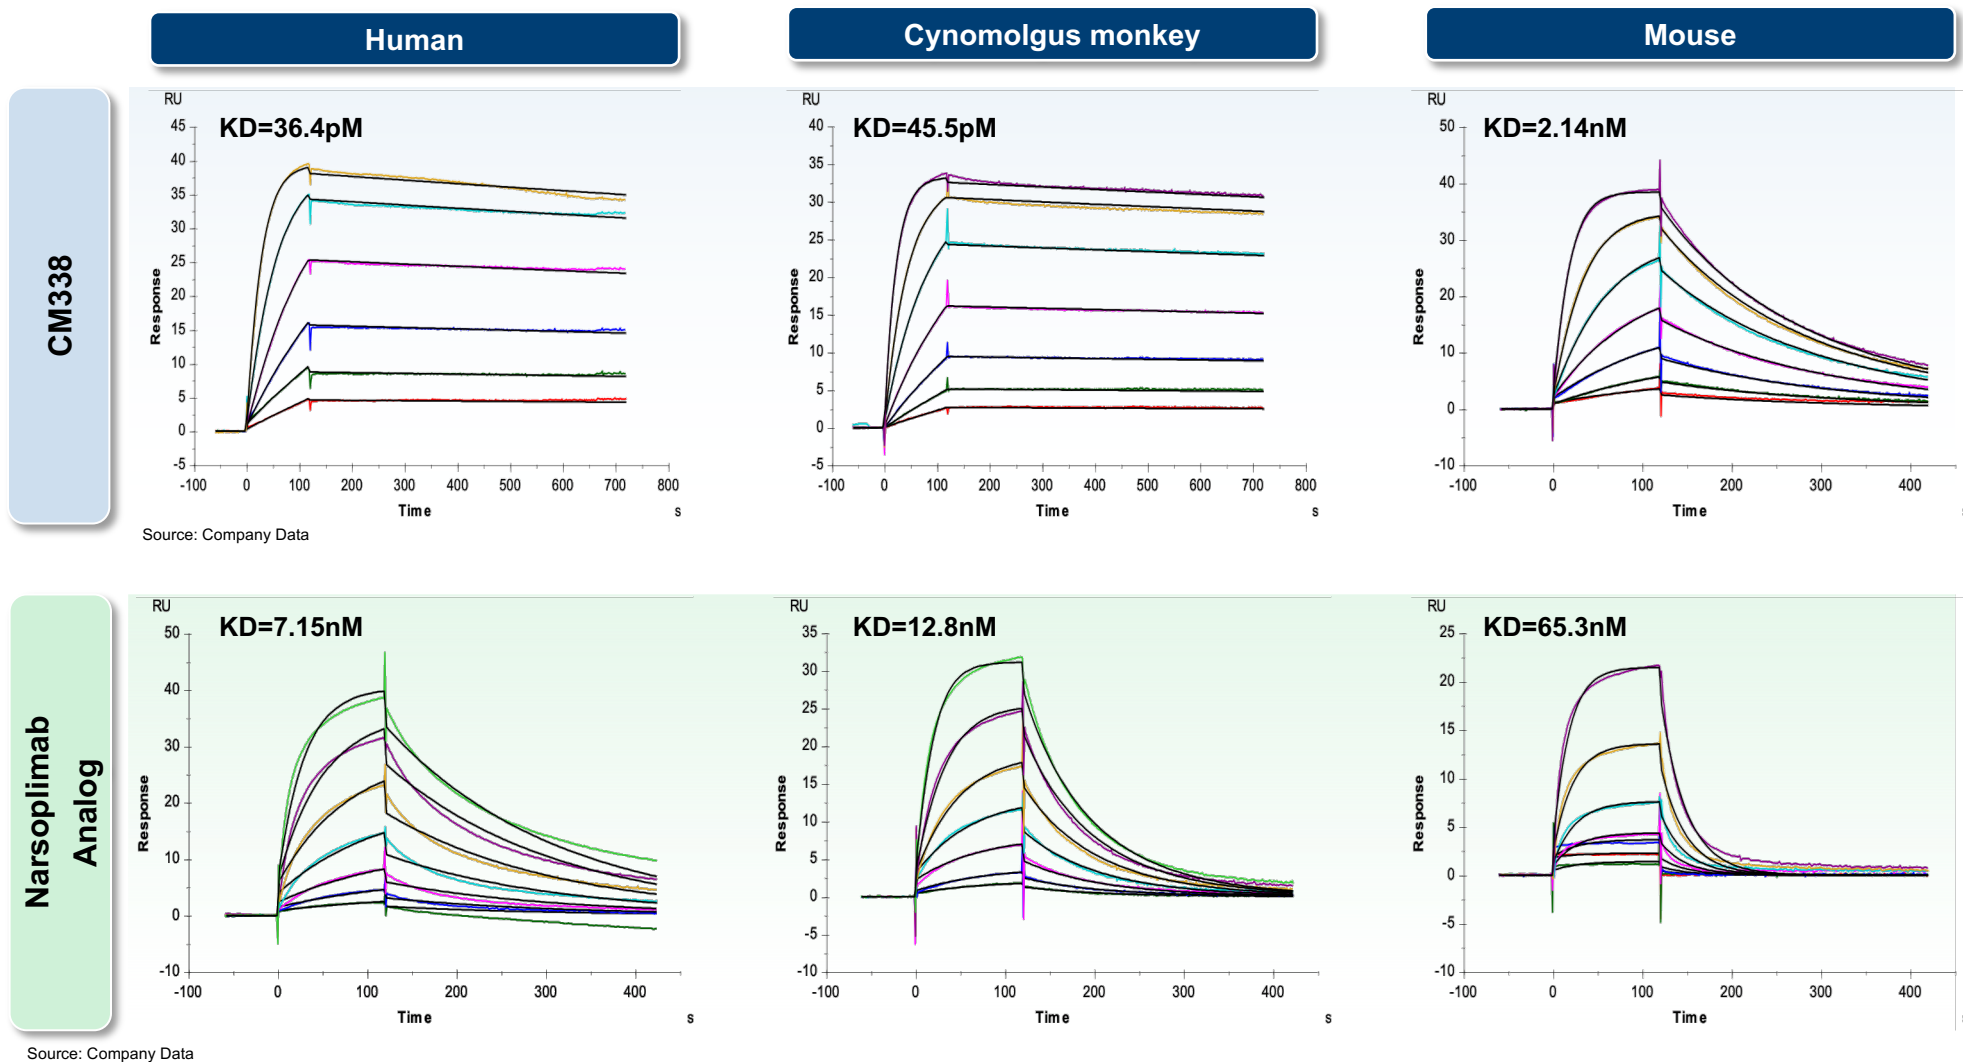 Human
Cynomolgus monkey
Mouse
CM338
RU
KD=36.4pM
45
40
35
30
25
20
15
10
5
0
-5
Response
-100
0
100
200
300
400
500
600
700
800
Time
s
RU
KD=45.5pM
40
35
30
25
20
15
10
5
0
-5
Response
-100
0
100
200
300
400
500
600
700
800
Time
s
RU
KD=2.14nM
50
40
30
20
10
0
-10
Response
-100
0
100
200
300
400
Time
Source: Company Data
Narsoplimab
Analog
RU
KD=7.15nM
50
40
30
20
10
0
-10
Response
-100
0
100
200
300
400
Time
s
RU
KD=12.8nM
35
30
25
20
15
10
5
0
-5
-10
Response
-100
0
100
200
300
400
Time
s
RU
KD=65.3nM
25
20
15
10
5
0
-5
-10
Response
-100
0
100
200
300
400
Time
Source: Company Data